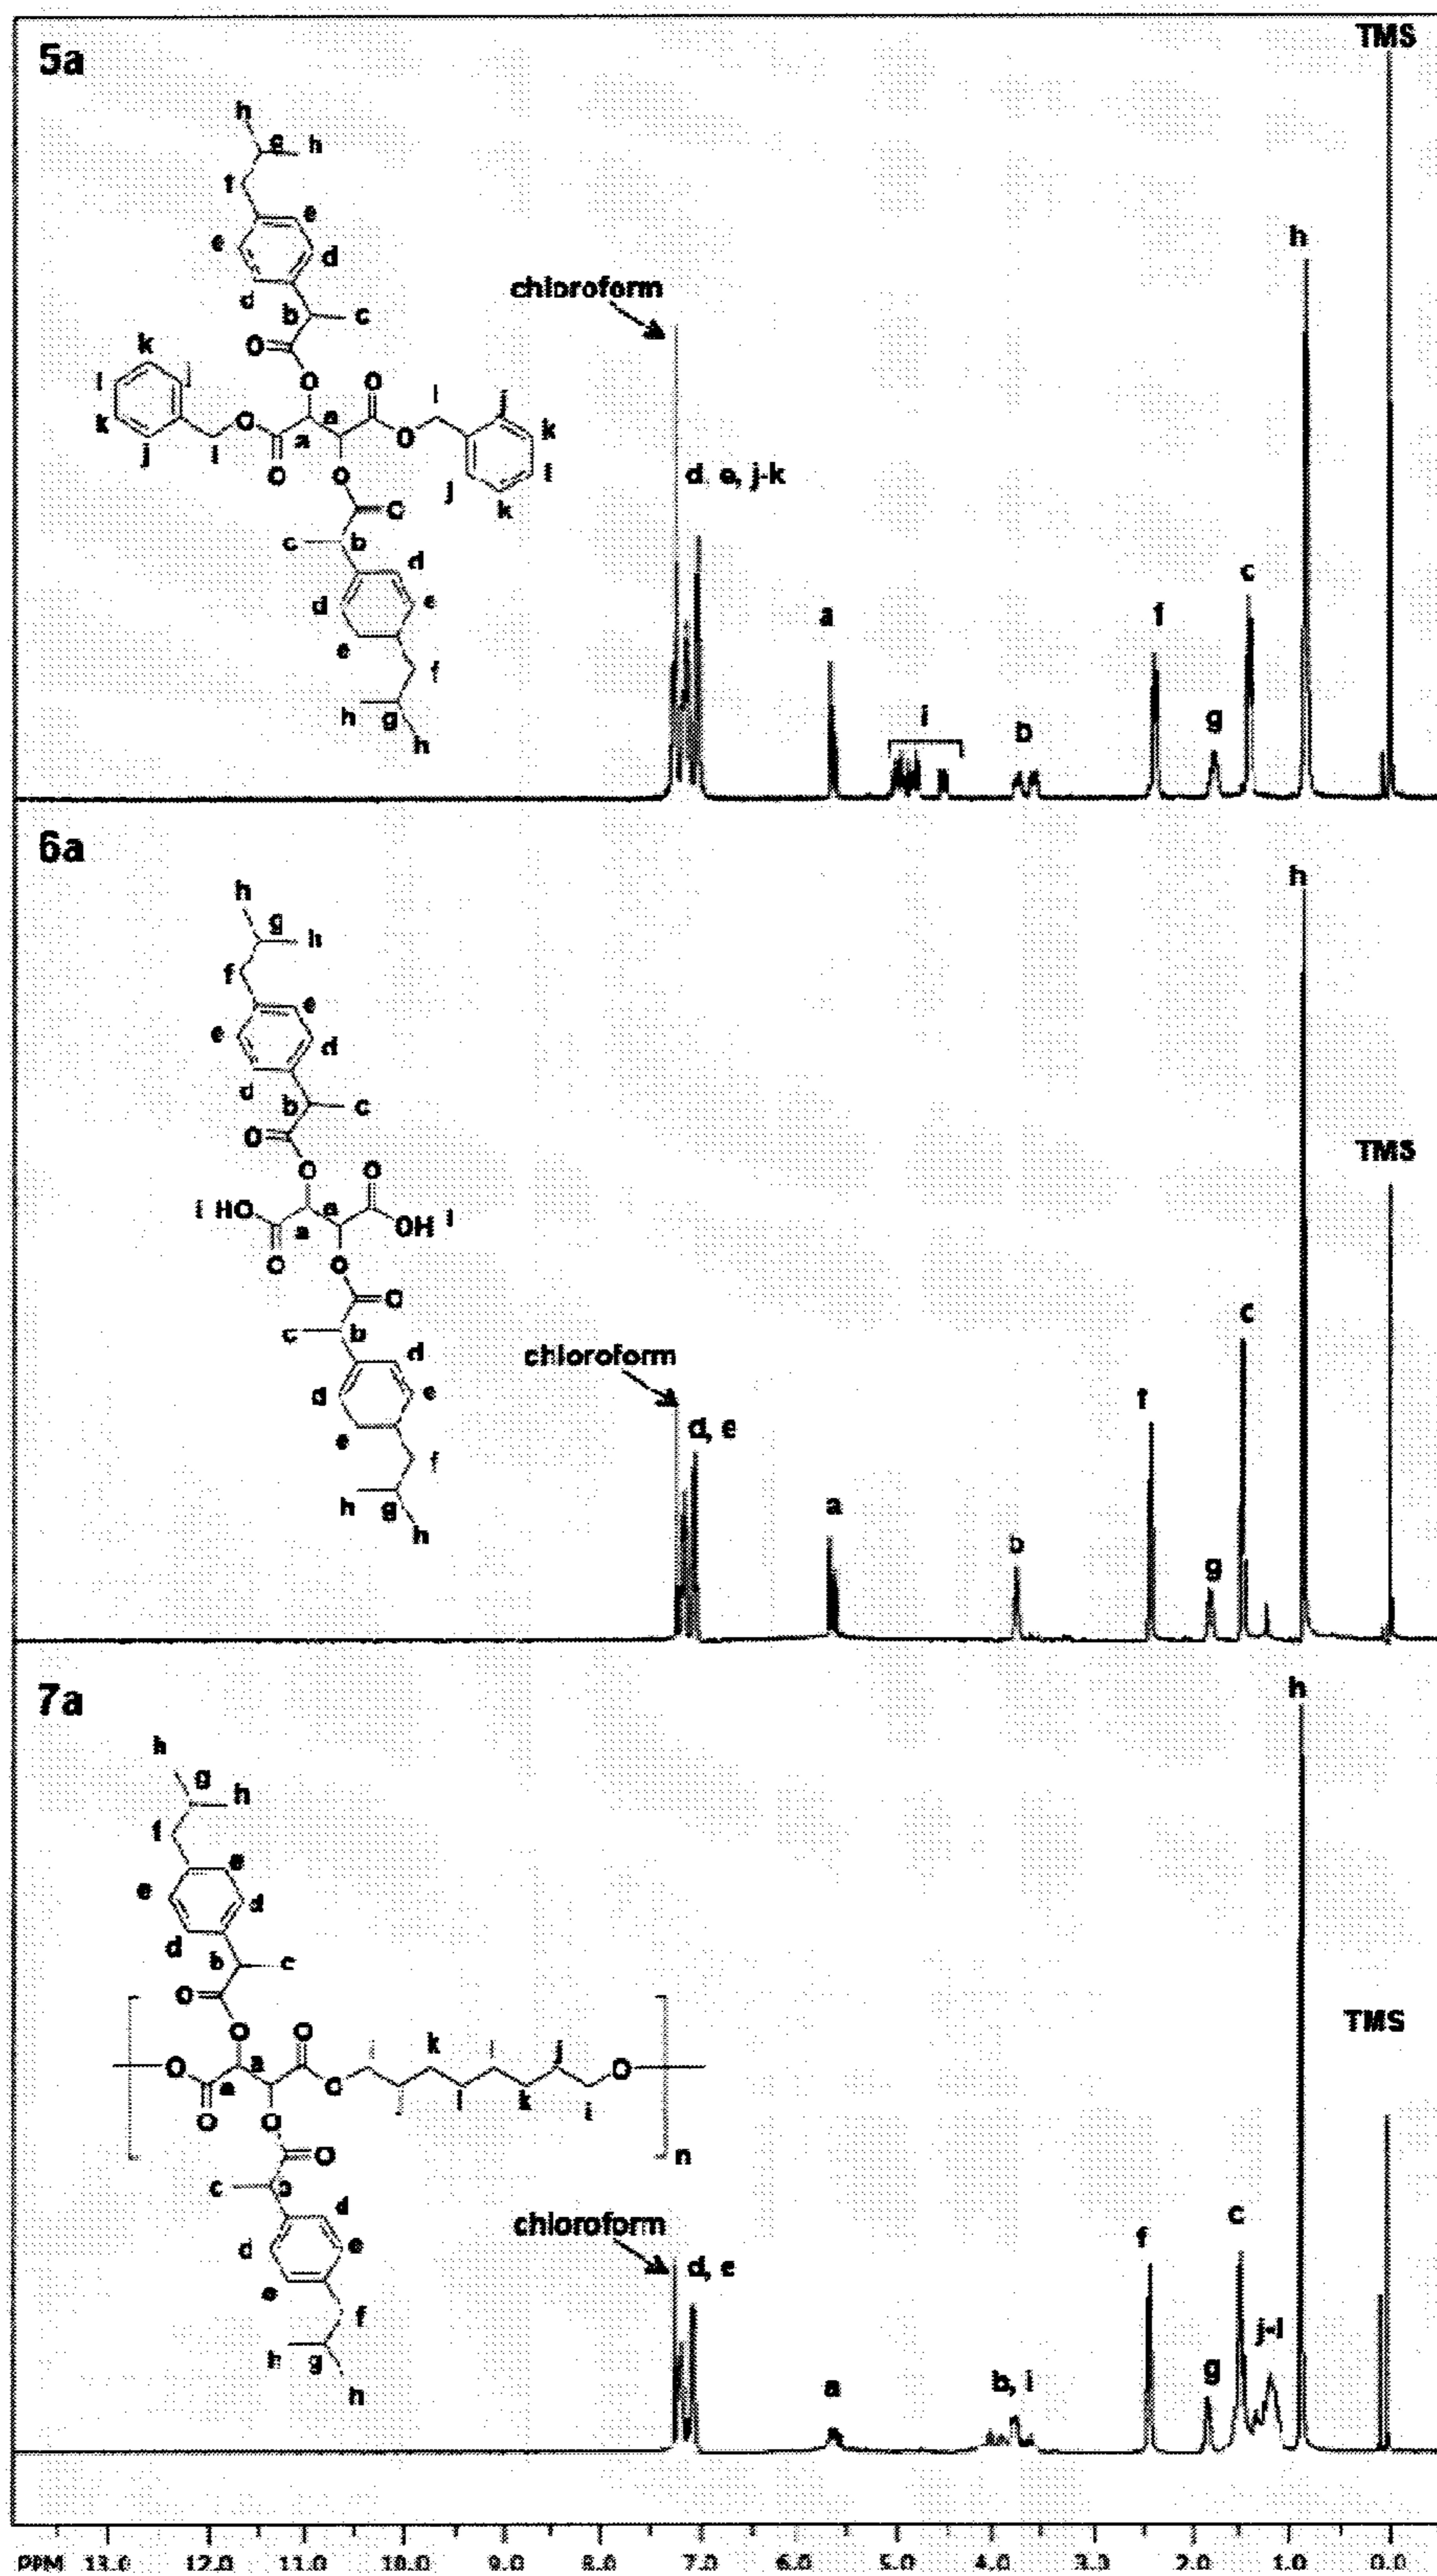 5a
TMS
h
g h
f
e
e d
d
b c
O
k
O O
l j
a
k O O
j l O
a k
O l
j k
O
O
c b
d
d e
e
f
h g
h
chloroform
d, e, j-k
a
i
b
f
g
c
h
6a
h
g
h
f
e
e d
d
b c
O
O O
i HO a OH i
a
O O
O
c b
d
d e
e
f
h g
h
chloroform
d, e
a
b
f
g
c
h
TMS
7a
h
g
h
f
e
e d
d
b c
O
O O
i k l j
O a O
a O
j l k i
O O
O n
c b
d
d e
e
f
h g
h
chloroform
d, e
a
b, i
f
g
c
j-l
h
TMS
PPM 13.0 12.0 11.0 10.0 9.0 8.0 7.0 6.0 5.0 4.0 3.0 2.0 1.0 0.0